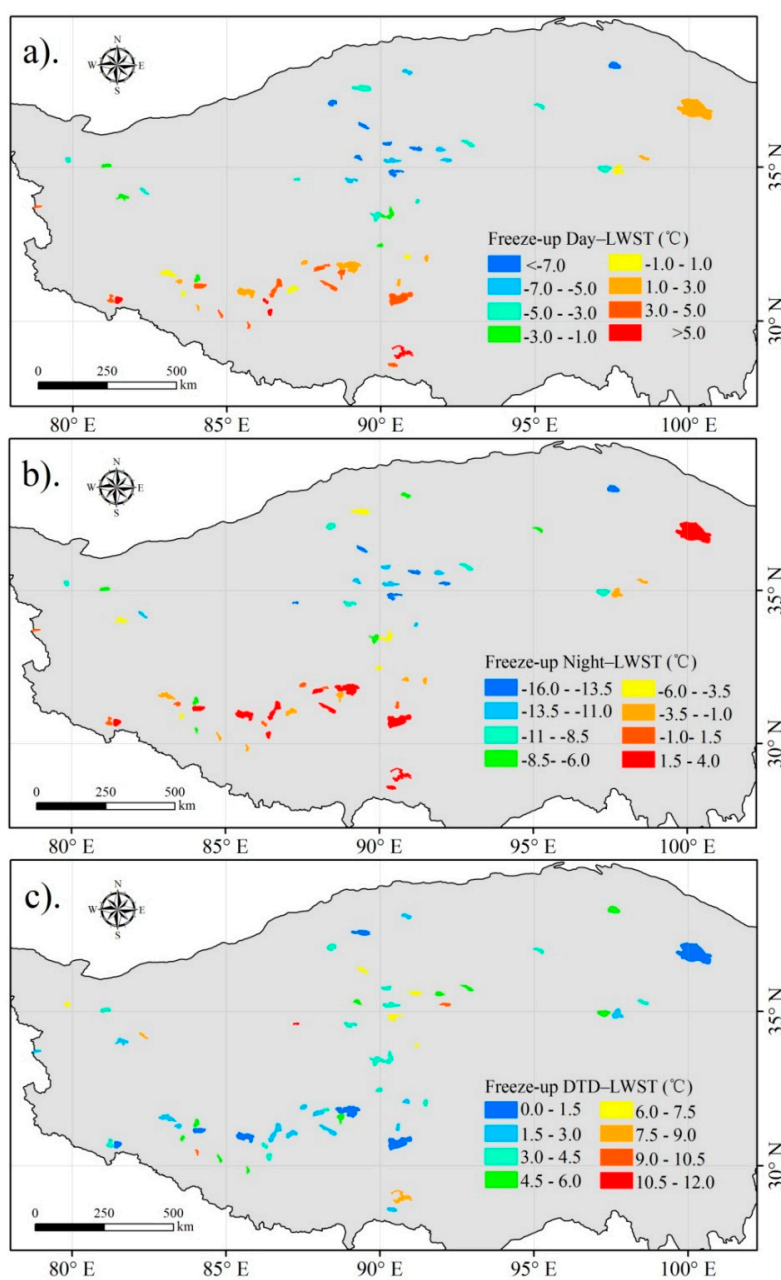 a).
N
W E
S
35° N
Freeze-up Day–LWST (℃)
<-7.0 -1.0 - 1.0
-7.0 - -5.0 1.0 - 3.0
-5.0 - -3.0 3.0 - 5.0
-3.0 - -1.0 >5.0
30° N
0 250 500
km
80° E 85° E 90° E 95° E 100° E
b).
N
W E
S
35° N
Freeze-up Night–LWST (℃)
-16.0 - -13.5 -6.0 - -3.5
-13.5 - -11.0 -3.5 - -1.0
-11 - -8.5 -1.0 - 1.5
-8.5- -6.0 1.5 - 4.0
30° N
0 250 500
km
80° E 85° E 90° E 95° E 100° E
c).
N
W E
S
35° N
Freeze-up DTD–LWST (℃)
0.0 - 1.5 6.0 - 7.5
1.5 - 3.0 7.5 - 9.0
3.0 - 4.5 9.0 - 10.5
4.5 - 6.0 10.5 - 12.0
30° N
0 250 500
km
80° E 85° E 90° E 95° E 100° E